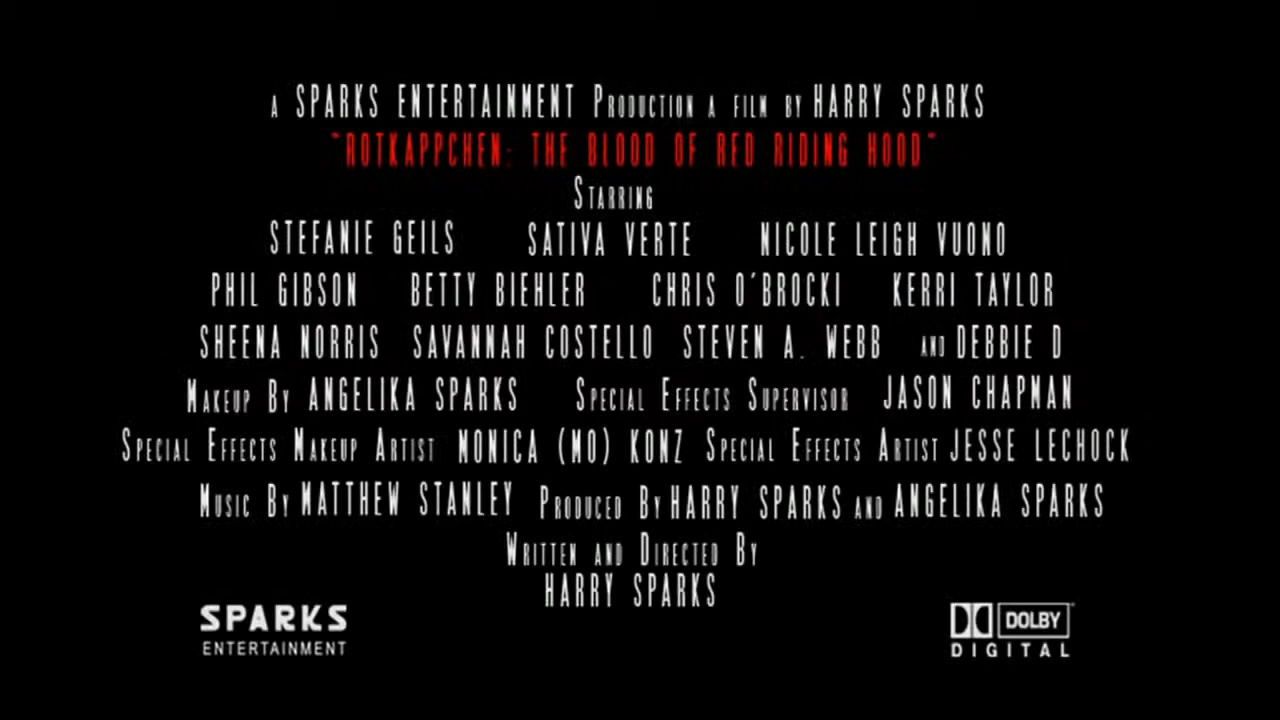 A SPARKS ENTERTAINMENT PRODUCTION A FILM BY HARRY SPARKS
"ROTKAPPCHEN: THE BLOOD OF RED RIDING HOOD"
STARRING
STEFANIE GEILS SATIVA VERTE NICOLE LEIGH VUONO
PHIL GIBSON BETTY BIEHLER CHRIS O'BROCKI KERRI TAYLOR
SHEENA NORRIS SAVANNAH COSTELLO STEVEN A. WEBB AND DEBBIE D
MAKEUP BY ANGELIKA SPARKS SPECIAL EFFECTS SUPERVISOR JASON CHAPMAN
SPECIAL EFFECTS MAKEUP ARTIST MONICA (MO) KONZ SPECIAL EFFECTS ARTIST JESSE LECHOCK
MUSIC BY MATTHEW STANLEY PRODUCED BY HARRY SPARKS AND ANGELIKA SPARKS
WRITTEN AND DIRECTED BY
HARRY SPARKS
SPARKS
ENTERTAINMENT
DOLBY
DIGITAL